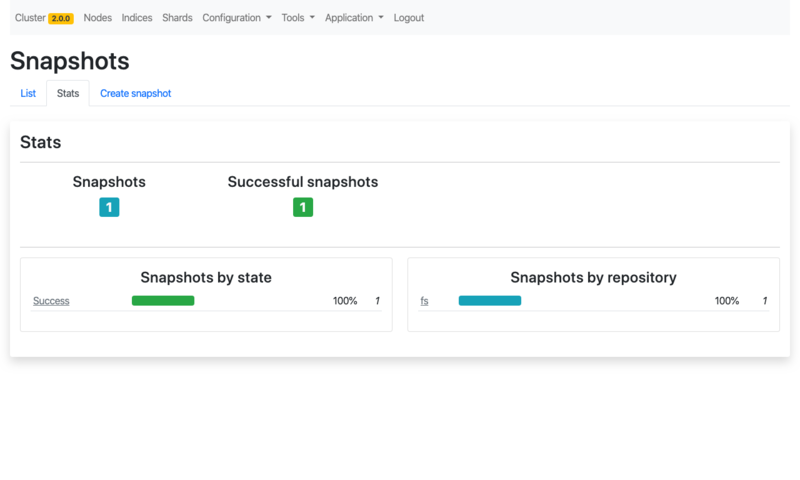 Cluster 2.0.0 Nodes Indices Shards Configuration Tools Application Logout
Snapshots
List Stats Create snapshot
Stats
Snapshots Successful snapshots
1 1
Snapshots by state
Success 100% 1
Snapshots by repository
fs 100% 1